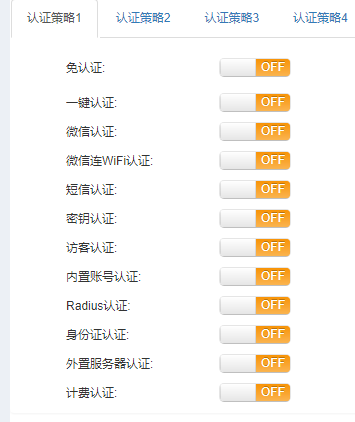 认证策略1 认证策略2 认证策略3 认证策略4
免认证: OFF
一键认证: OFF
微信认证: OFF
微信连WiFi认证: OFF
短信认证: OFF
密钥认证: OFF
访客认证: OFF
内置账号认证: OFF
Radius认证: OFF
身份证认证: OFF
外置服务器认证: OFF
计费认证: OFF